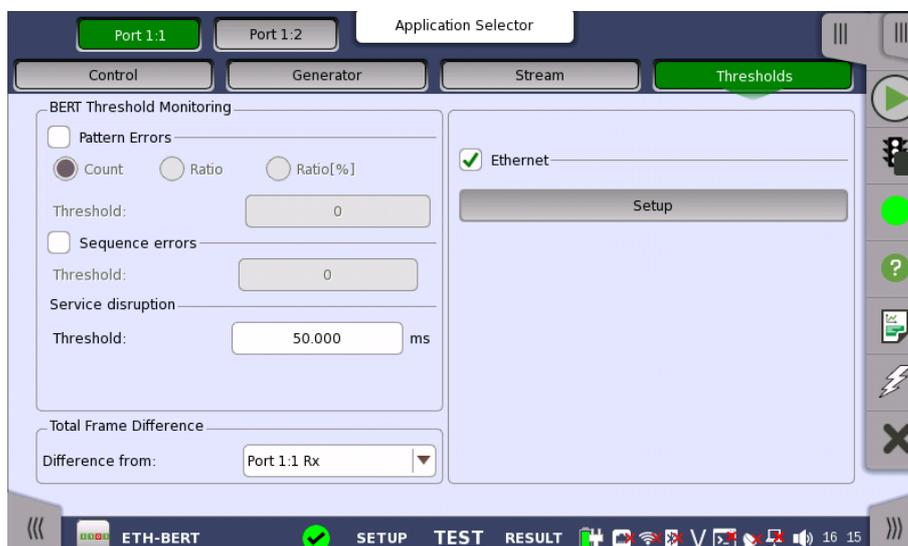 Application Selector
Port 1:1
Port 1:2
Control
Generator
Stream
Thresholds
BERT Threshold Monitoring
Pattern Errors
Count
Ratio
Ratio[%]
Threshold:
0
Sequence errors
Threshold:
0
Service disruption
Threshold:
50.000
ms
Total Frame Difference
Difference from:
Port 1:1 Rx
Ethernet
Setup
ETH-BERT
SETUP
TEST
RESULT
16 15